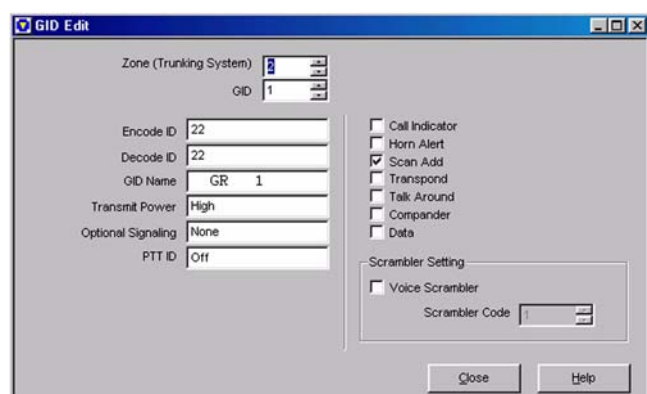 GID Edit
Zone (Trunking System) 2
GID 1
Encode ID 22
Decode ID 22
GID Name GR 1
Transmit Power High
Optional Signaling None
PTT ID Off
Call Indicator
Horn Alert
Scan Add
Transpond
Talk Around
Compander
Data
Scrambler Setting
Voice Scrambler
Scrambler Code 1
Close
Help